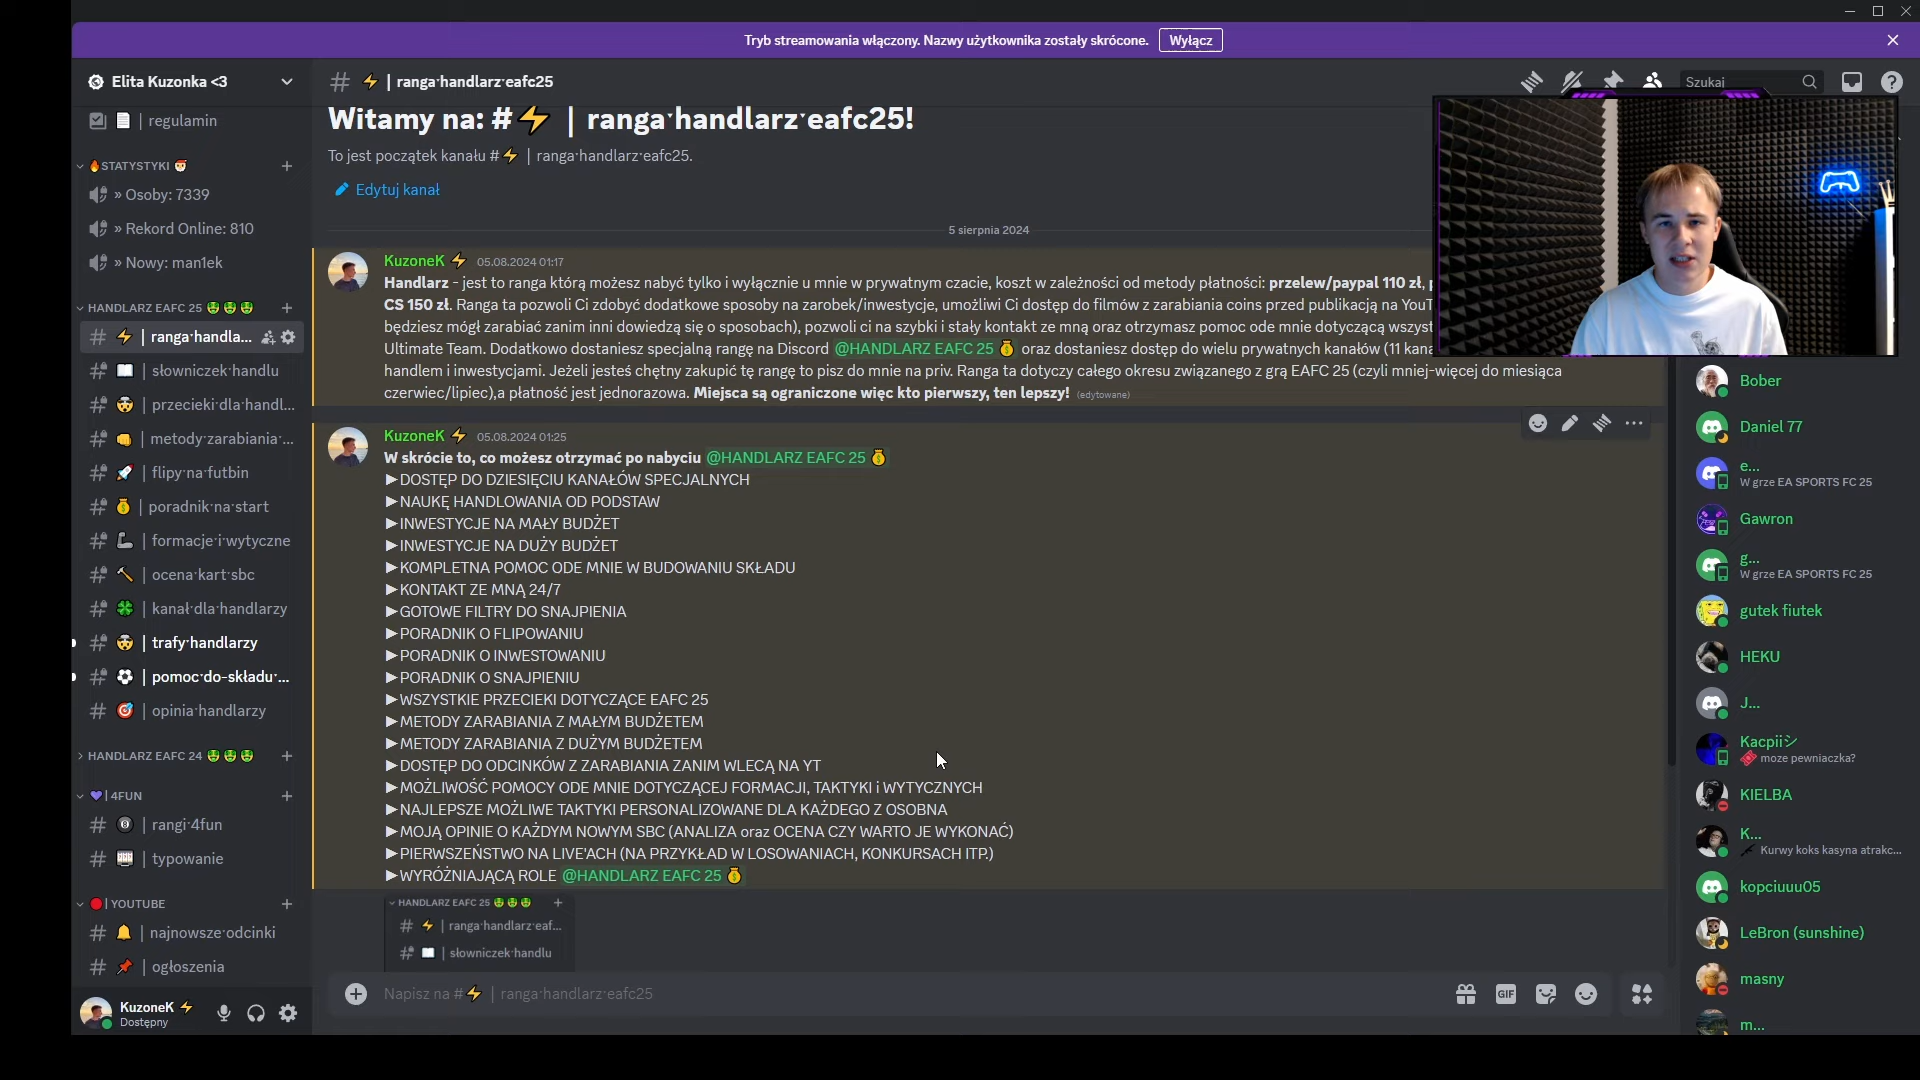 Tryb streamowania włączony. Nazwy użytkownika zostały skrócone. Wyłącz
Elita Kuzonka <3
| regulamin
STATYSTYKI
» Osoby: 7339
» Rekord Online: 810
» Nowy: man1ek
HANDLARZ EAFC 25
| ranga·handla...
| słowniczek·handlu
| przecieki·dla·handl...
| metody·zarabiania·...
| flipy·na·futbin
| poradnik·na·start
| formacje·i·wytyczne
| ocena·kart·sbc
| kanał·dla·handlarzy
| trafy·handlarzy
| pomoc·do-składu·...
| opinia·handlarzy
HANDLARZ EAFC 24
| 4FUN
| rangi·4fun
| typowanie
| YOUTUBE
| najnowsze·odcinki
| ogłoszenia
KuzoneK
Dostępny
# | ranga·handlarz·eafc25
Szukaj
Witamy na: # | ranga·handlarz·eafc25!
To jest początek kanału # | ranga·handlarz·eafc25.
Edytuj kanał
5 sierpnia 2024
KuzoneK 05.08.2024 01:17
Handlarz - jest to ranga którą możesz nabyć tylko i wyłącznie u mnie w prywatnym czacie, koszt w zależności od metody płatności: przelew/paypal 110 zł,
CS 150 zł. Ranga ta pozwoli Ci zdobyć dodatkowe sposoby na zarobek/inwestycje, umożliwi Ci dostęp do filmów z zarabiania coins przed publikacją na
będziesz mógł zarabiać zanim inni dowiedzą się o sposobach), pozwoli ci na szybki i stały kontakt ze mną oraz otrzymasz pomoc ode mnie dotyczącą
Ultimate Team. Dodatkowo dostaniesz specjalną rangę na Discord @HANDLARZ EAFC 25 oraz dostaniesz dostęp do wielu prywatnych kanałów (11
handlem i inwestycjami. Jeżeli jesteś chętny zakupić tę rangę to pisz do mnie na priv. Ranga ta dotyczy całego okresu związanego z grą EAFC 25 (czyli mniej-więcej do miesiąca
czerwiec/lipiec),a płatność jest jednorazowa. Miejsca są ograniczone więc kto pierwszy, ten lepszy! (edytowane)
KuzoneK 05.08.2024 01:25
W skrócie to, co możesz otrzymać po nabyciu @HANDLARZ EAFC 25
►DOSTĘP DO DZIESIĘCIU KANAŁÓW SPECJALNYCH
►NAUKĘ HANDLOWANIA OD PODSTAW
►INWESTYCJE NA MAŁY BUDŻET
►INWESTYCJE NA DUŻY BUDŻET
►KOMPLETNA POMOC ODE MNIE W BUDOWANIU SKŁADU
►KONTAKT ZE MNĄ 24/7
►GOTOWE FILTRY DO SNAJPIENIA
►PORADNIK O FLIPOWANIU
►PORADNIK O INWESTOWANIU
►PORADNIK O SNAJPIENIU
►WSZYSTKIE PRZECIEKI DOTYCZĄCE EAFC 25
►METODY ZARABIANIA Z MAŁYM BUDŻETEM
►METODY ZARABIANIA Z DUŻYM BUDŻETEM
►DOSTĘP DO ODCINKÓW Z ZARABIANIA ZANIM WLECĄ NA YT
►MOŻLIWOŚĆ POMOCY ODE MNIE DOTYCZĄCEJ FORMACJI, TAKTYKI i WYTYCZNYCH
►NAJLEPSZE MOŻLIWE TAKTYKI PERSONALIZOWANE DLA KAŻDEGO Z OSOBNA
►MOJĄ OPINIE O KAŻDYM NOWYM SBC (ANALIZA oraz OCENA CZY WARTO JE WYKONAĆ)
►PIERWSZEŃSTWO NA LIVE'ACH (NA PRZYKŁAD W LOSOWANIACH, KONKURSACH ITP.)
►WYRÓŻNIAJĄCĄ ROLE @HANDLARZ EAFC 25
HANDLARZ EAFC 25
# | ranga·handlarz·eaf...
# | słowniczek·handlu
Napisz na # | ranga·handlarz·eafc25
GIF
Bober
Daniel 77
e...
W grze EA SPORTS FC 25
Gawron
g...
W grze EA SPORTS FC 25
gutek fiutek
HEKU
J...
Kacpiiシ
moze pewniaczka?
KIELBA
K...
Kurwy koks kasyna atrakc...
kopciuuu05
LeBron (sunshine)
masny
m...